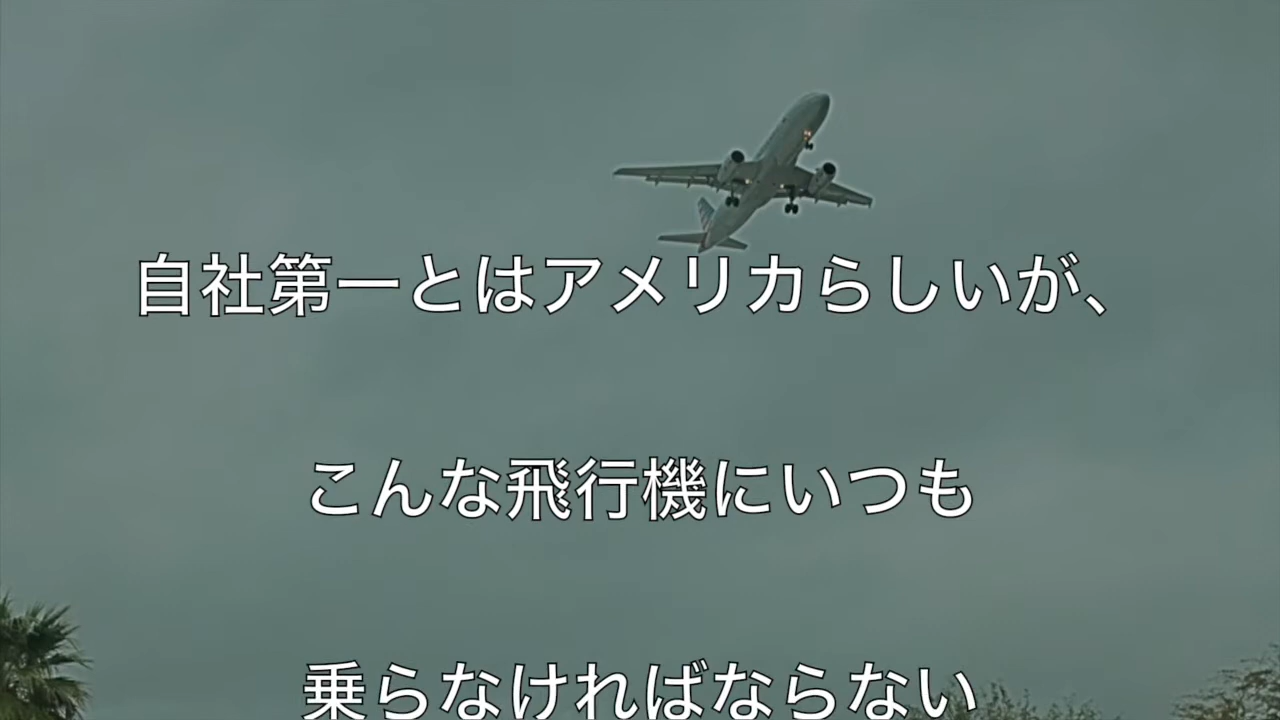 自社第一とはアメリカらしいが、
こんな飛行機にいつも
乗らなければならない